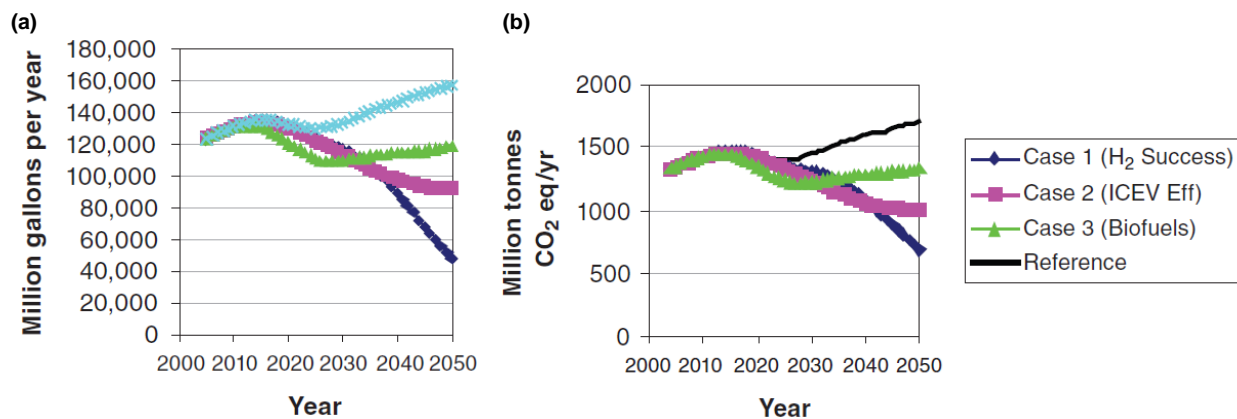 (a)
Million gallons per year
180,000
160,000
140,000
120,000
100,000
80,000
60,000
40,000
20,000
0
2000 2010 2020 2030 2040 2050
Year
(b)
Million tonnes
CO2 eq/yr
2000
1500
1000
500
0
2000 2010 2020 2030 2040 2050
Year
Case 1 (H2 Success)
Case 2 (ICEV Eff)
Case 3 (Biofuels)
Reference